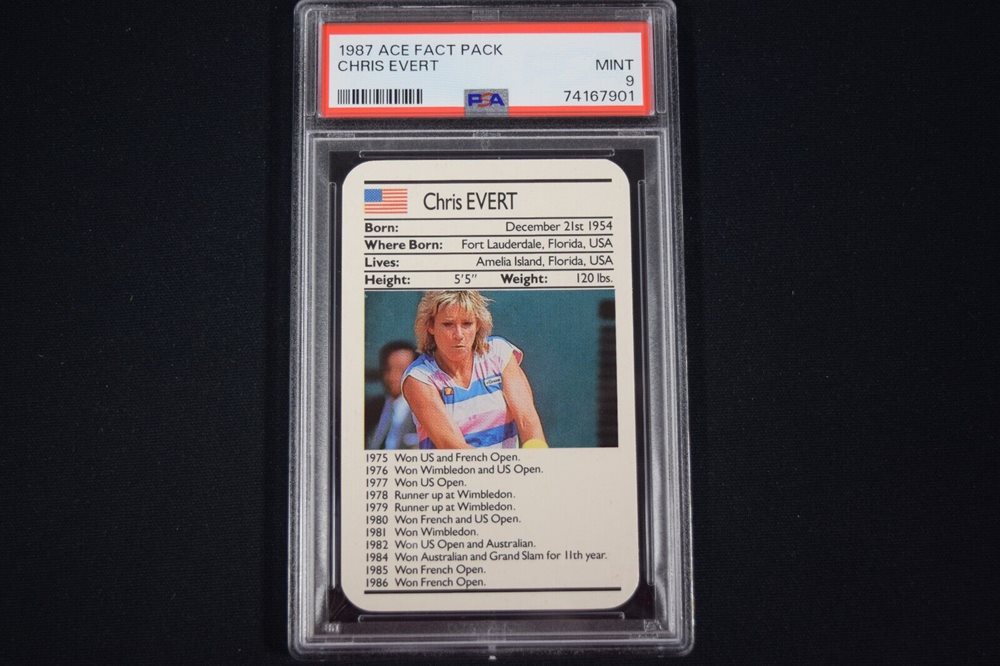 1987 ACE FACT PACK
CHRIS EVERT MINT
9
PSA 74167901
Chris EVERT
Born: December 21st 1954
Where Born: Fort Lauderdale, Florida, USA
Lives: Amelia Island, Florida, USA
Height: 5'5" Weight: 120 lbs.
1975 Won US and French Open.
1976 Won Wimbledon and US Open.
1977 Won US Open.
1978 Runner up at Wimbledon.
1979 Runner up at Wimbledon.
1980 Won French and US Open.
1981 Won Wimbledon.
1982 Won US Open and Australian.
1984 Won Australian and Grand Slam for 11th year.
1985 Won French Open.
1986 Won French Open.